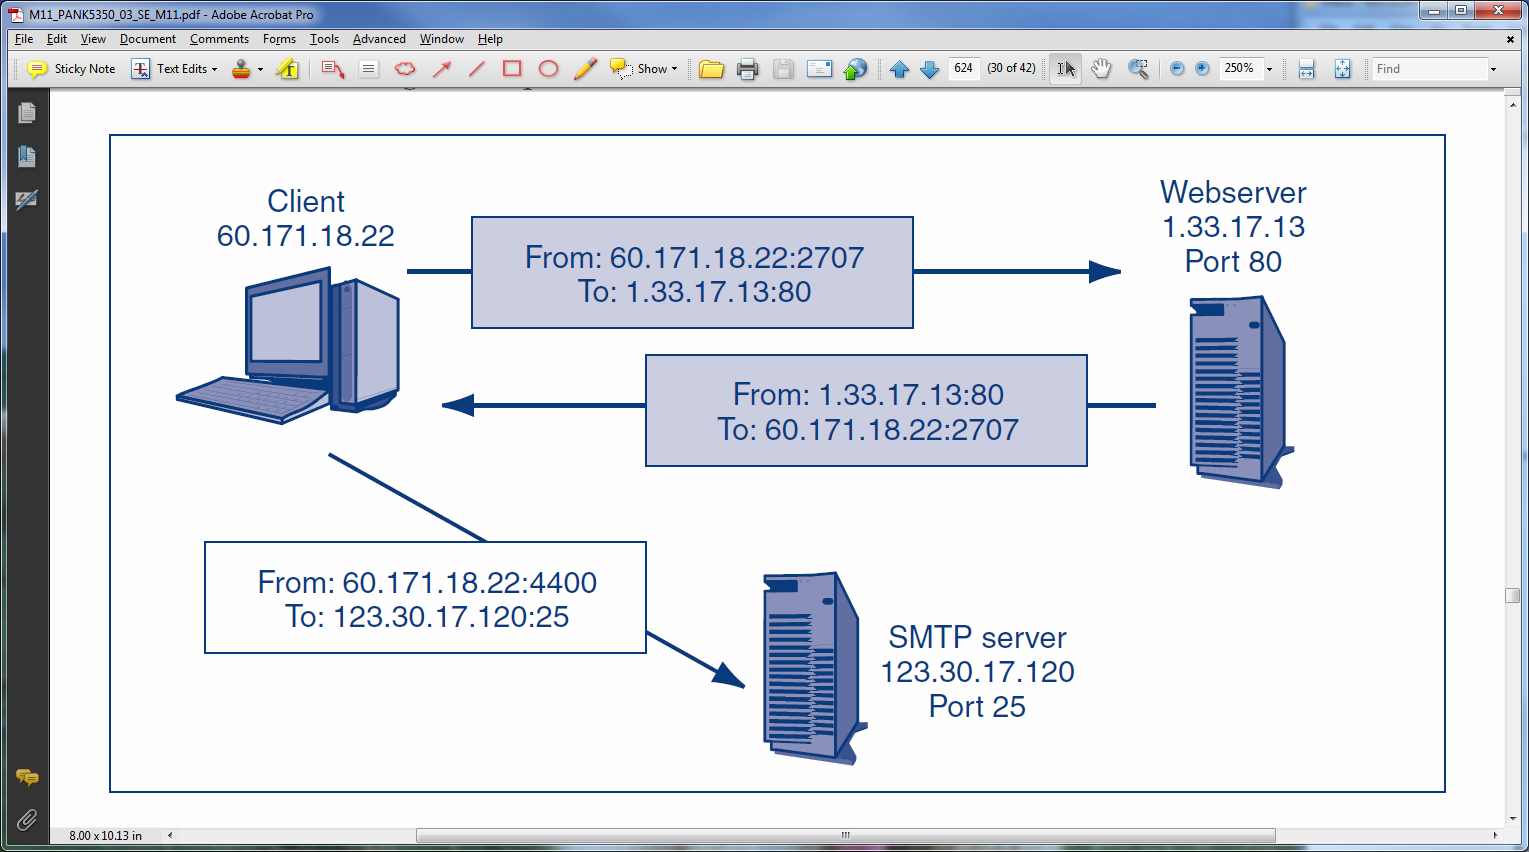 M11_PANK5350_03_SE_M11.pdf - Adobe Acrobat Pro
File Edit View Document Comments Forms Tools Advanced Window Help
Sticky Note Text Edits Show 624 (30 of 42) 250% Find
Client
60.171.18.22
Webserver
1.33.17.13
Port 80
From: 60.171.18.22:2707
To: 1.33.17.13:80
From: 1.33.17.13:80
To: 60.171.18.22:2707
From: 60.171.18.22:4400
To: 123.30.17.120:25
SMTP server
123.30.17.120
Port 25
8.00 x 10.13 in